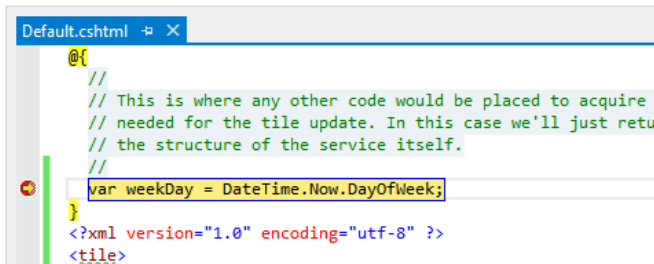 Default.cshtml
@{
//
// This is where any other code would be placed to acquire
// needed for the tile update. In this case we'll just retu
// the structure of the service itself.
//
var weekDay = DateTime.Now.DayOfWeek;
}
<?xml version="1.0" encoding="utf-8" ?>
<tile>